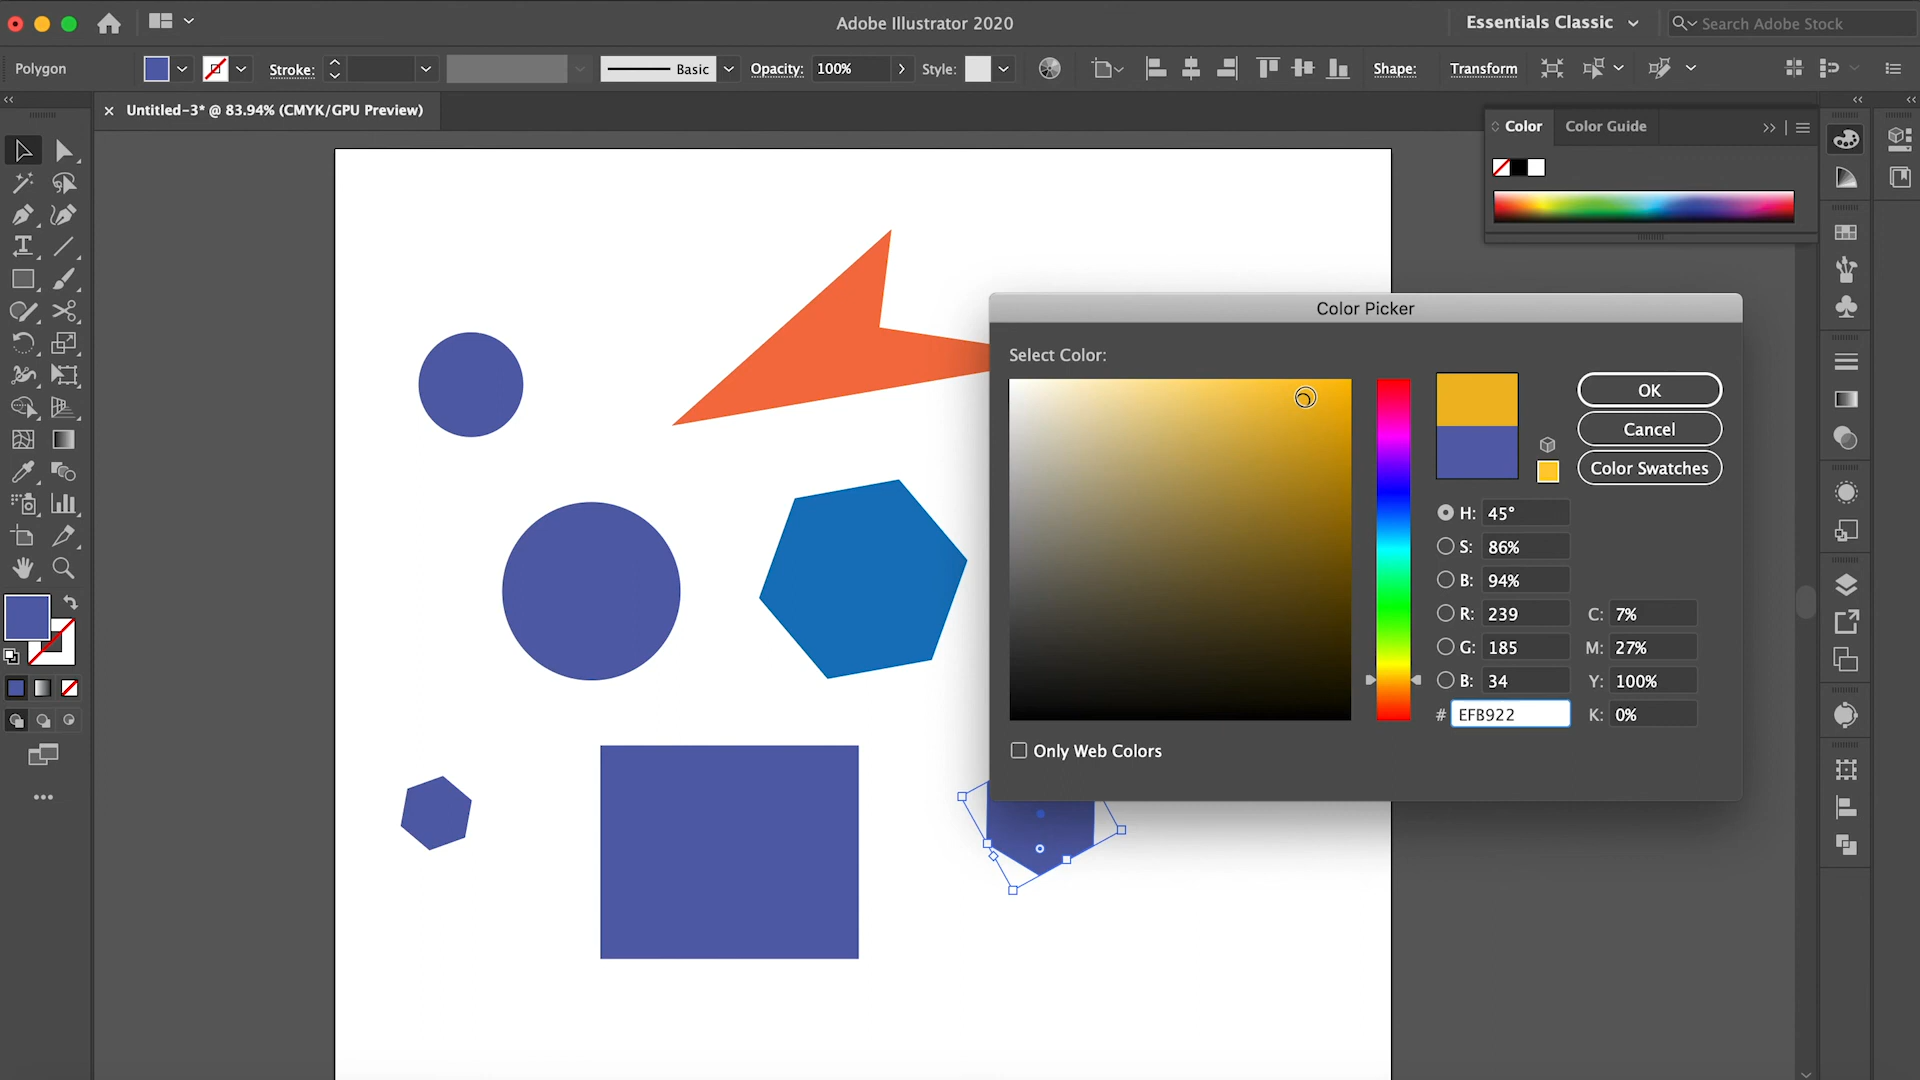 Adobe Illustrator 2020
Essentials Classic
Search Adobe Stock
Polygon
Stroke:
Basic
Opacity:
100%
Style:
Shape:
Transform
Untitled-3* @ 83.94% (CMYK/GPU Preview)
Color
Color Guide
Color Picker
Select Color:
OK
Cancel
Color Swatches
H: 45°
S: 86%
B: 94%
R: 239
C: 7%
G: 185
M: 27%
B: 34
Y: 100%
# EFB922
K: 0%
Only Web Colors